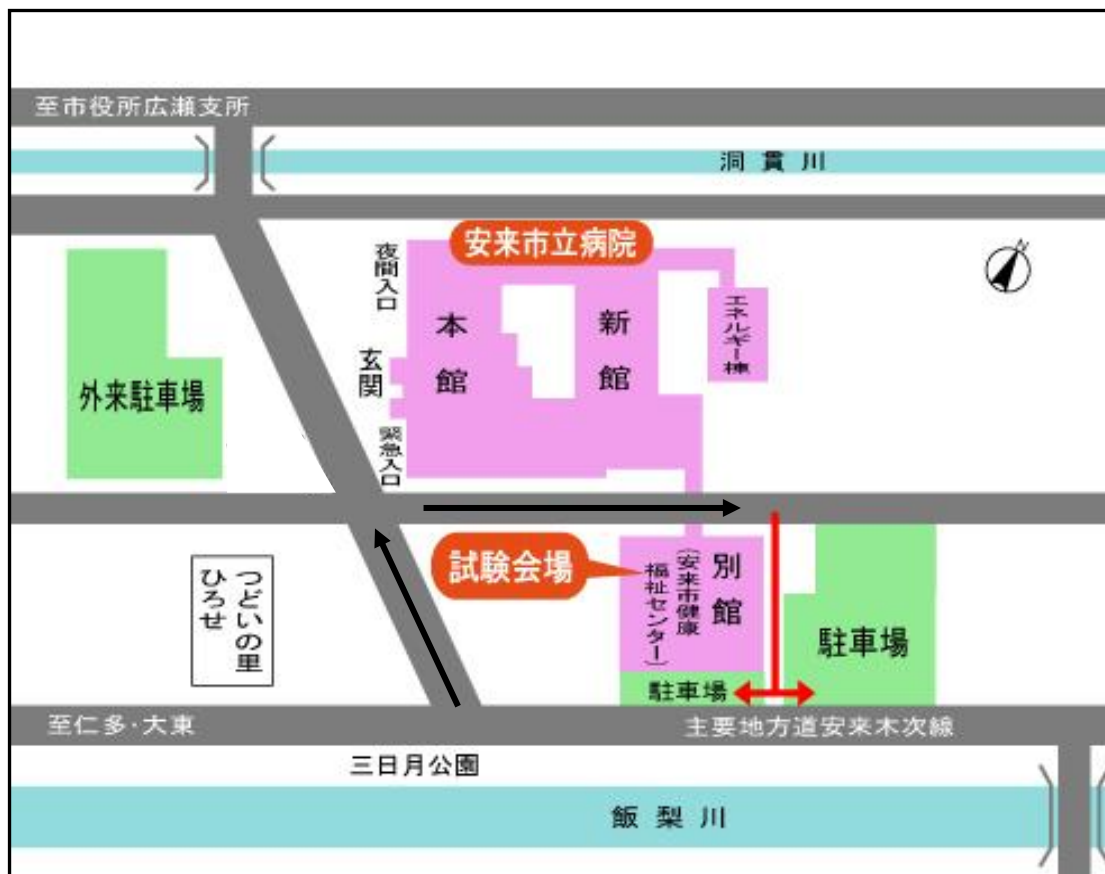 至市役所広瀬支所
洞貫川
安来市立病院
夜間入口
本館
新館
エネルギー棟
N
玄関
外来駐車場
緊急入口
試験会場
別館
(安来市健康
福祉センター)
つどいの里
ひろせ
駐車場
駐車場
至仁多・大東
主要地方道安来木次線
三日月公園
飯梨川